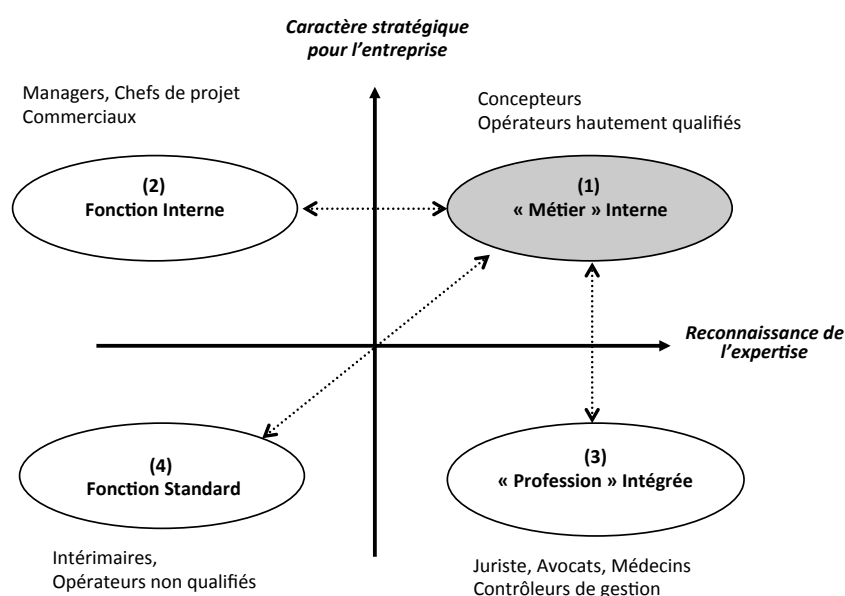 Caractère stratégique
pour l'entreprise
Managers, Chefs de projet
Commerciaux
Concepteurs
Opérateurs hautement qualifiés
(2)
Fonction Interne
(1)
« Métier » Interne
Reconnaissance de
l'expertise
(4)
Fonction Standard
(3)
« Profession » Intégrée
Intérimaires,
Opérateurs non qualifiés
Juriste, Avocats, Médecins
Contrôleurs de gestion